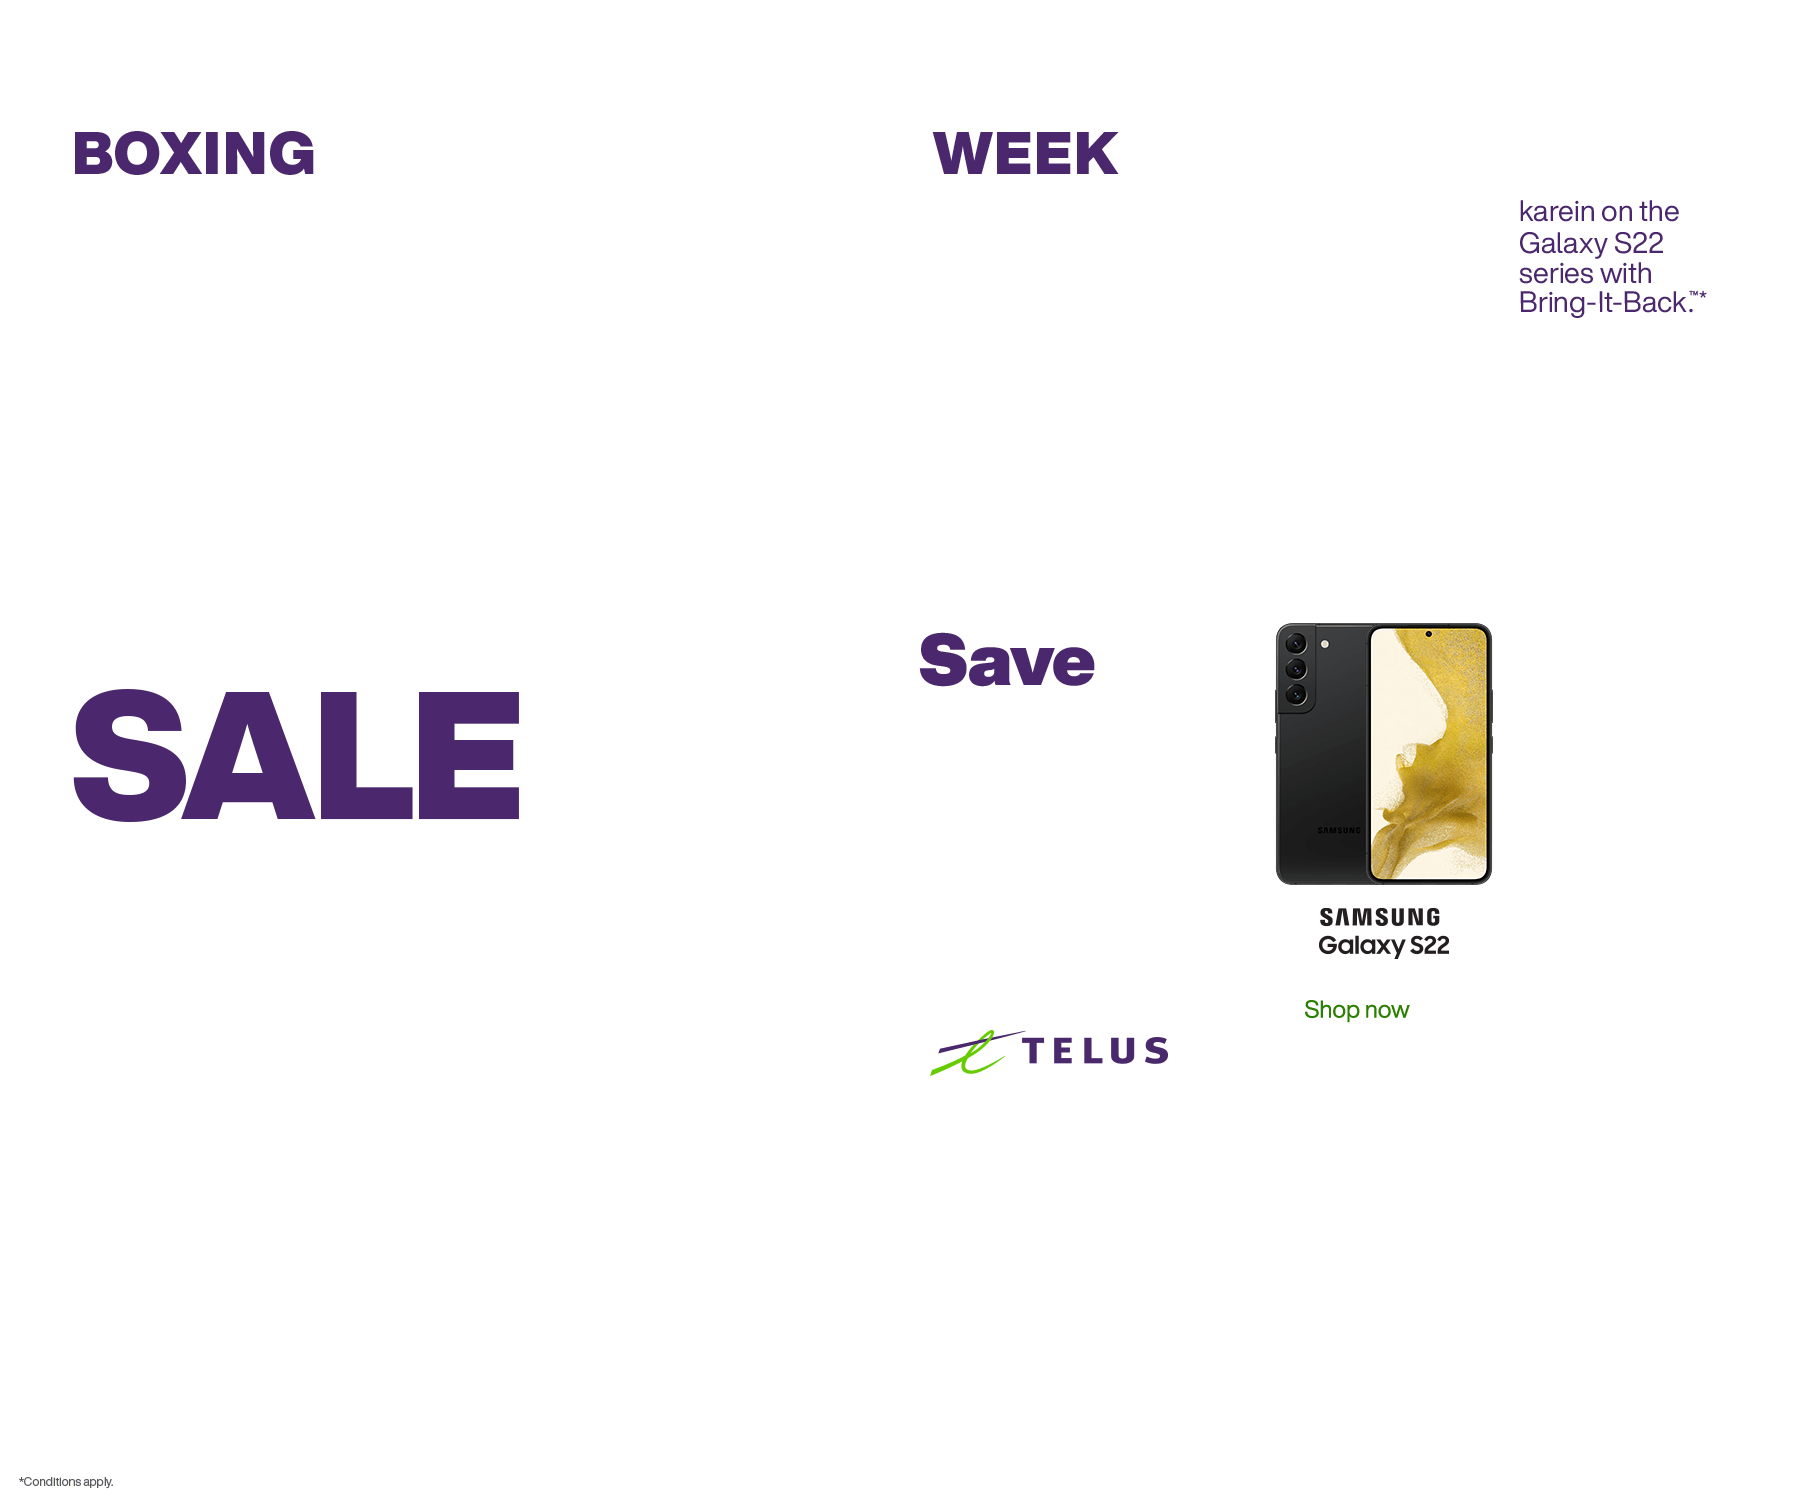 BOXING
WEEK
karein on the
Galaxy S22
series with
Bring-It-Back.™*
SALE
Save
SAMSUNG
SAMSUNG
Galaxy S22
Shop now
TELUS
*Conditions apply.